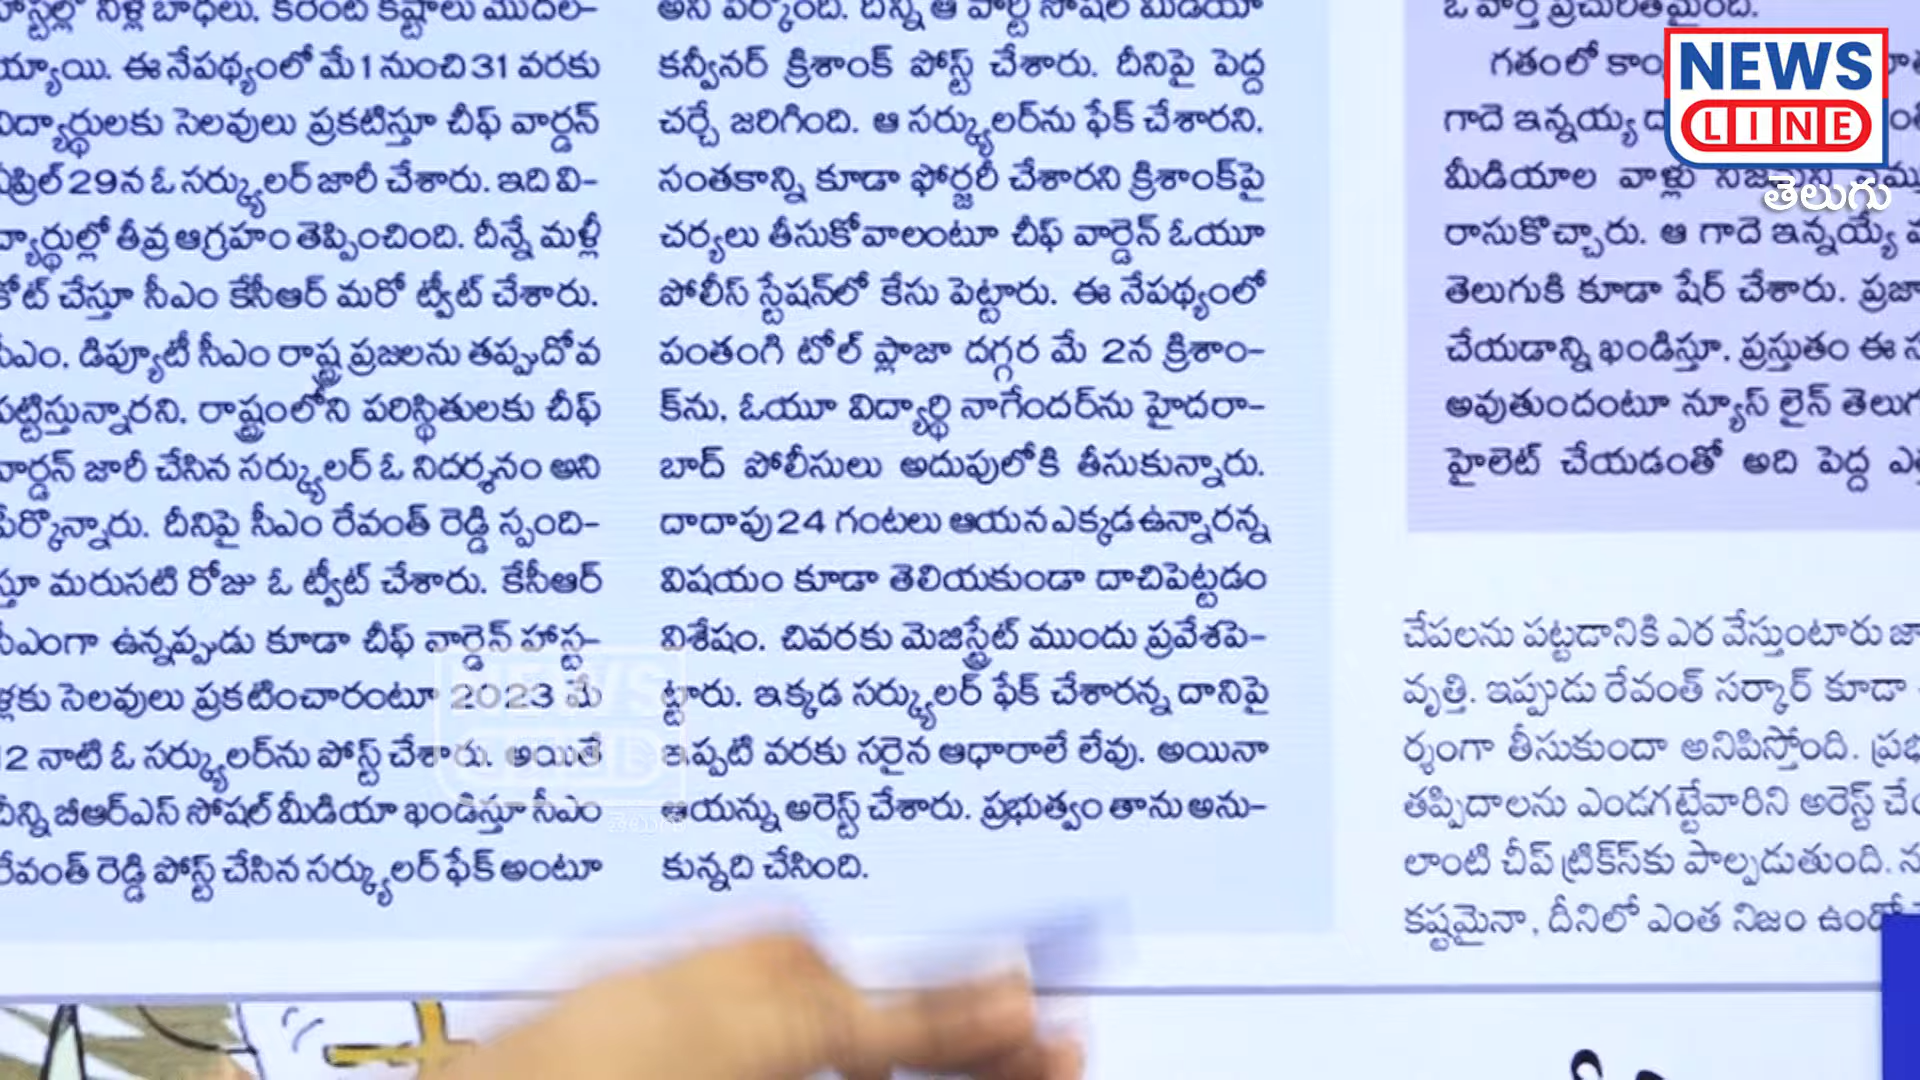 నీళ్ల బాధలు, కరెంట్ కష్టాలు మొదల-
య్యాయి. ఈ నేపథ్యంలో మే 1 నుంచి 31 వరకు
విద్యార్థులకు సెలవులు ప్రకటిస్తూ చీఫ్ వార్డన్
ఏప్రిల్ 29న ఓ సర్క్యులర్ జారీ చేశారు. ఇది వి-
ద్యార్థుల్లో తీవ్ర ఆగ్రహం తెప్పించింది. దీన్నే మళ్లీ
కోట్ చేస్తూ సీఎం కేసీఆర్ మరో ట్వీట్ చేశారు.
సీఎం, డిప్యూటీ సీఎం రాష్ట్ర ప్రజలను తప్పుదోవ
పట్టిస్తున్నారని, రాష్ట్రంలోని పరిస్థితులకు చీఫ్
వార్డన్ జారీ చేసిన సర్క్యులర్ ఓ నిదర్శనం అని
పేర్కొన్నారు. దీనిపై సీఎం రేవంత్ రెడ్డి స్పంది-
స్తూ మరుసటి రోజు ఓ ట్వీట్ చేశారు. కేసీఆర్
సీఎంగా ఉన్నప్పుడు కూడా చీఫ్ వార్డెన్ హాస్ట-
ళ్లకు సెలవులు ప్రకటించారంటూ 2023 మే
12 నాటి ఓ సర్క్యులర్‌ను పోస్ట్ చేశారు. అయితే
దీన్ని బీఆర్ఎస్ సోషల్ మీడియా ఖండిస్తూ సీఎం
రేవంత్ రెడ్డి పోస్ట్ చేసిన సర్క్యులర్ ఫేక్ అంటూ
అని పేర్కొంది. దీన్ని ఆ పార్టీ సోషల్ మీడియా
కన్వీనర్ క్రిశాంక్ పోస్ట్ చేశారు. దీనిపై పెద్ద
చర్చే జరిగింది. ఆ సర్క్యులర్‌ను ఫేక్ చేశారని,
సంతకాన్ని కూడా ఫోర్జరీ చేశారని క్రిశాంక్‌పై
చర్యలు తీసుకోవాలంటూ చీఫ్ వార్డెన్ ఓయూ
పోలీస్ స్టేషన్‌లో కేసు పెట్టారు. ఈ నేపథ్యంలో
పంతంగి టోల్ ప్లాజా దగ్గర మే 2న క్రిశాం-
క్‌ను, ఓయూ విద్యార్థి నాగేందర్‌ను హైదరా-
బాద్ పోలీసులు అదుపులోకి తీసుకున్నారు.
దాదాపు 24 గంటలు ఆయన ఎక్కడ ఉన్నారన్న
విషయం కూడా తెలియకుండా దాచిపెట్టడం
విశేషం. చివరకు మెజిస్ట్రేట్ ముందు ప్రవేశపె-
ట్టారు. ఇక్కడ సర్క్యులర్ ఫేక్ చేశారన్న దానిపై
ఇప్పటి వరకు సరైన ఆధారాలే లేవు. అయినా
ఆయన్ను అరెస్ట్ చేశారు. ప్రభుత్వం తాను అను-
కున్నది చేసింది.
ఓ వార్త ప్రచురితమైంది.
గతంలో
గాదె ఇన్నయ్య
మీడియాల వాళ్లు
రాసుకొచ్చారు. ఆ గాదె ఇన్నయ్యే
తెలుగుకి కూడా షేర్ చేశారు.
చేయడాన్ని ఖండిస్తూ, ప్రస్తుతం ఈ
అవుతుందంటూ న్యూస్ లైన్
హైలెట్ చేయడంతో అది పెద్ద
చేపలను పట్టడానికి ఎర వేస్తుంటారు
వృత్తి. ఇప్పుడు రేవంత్ సర్కార్ కూడా
ర్శంగా తీసుకుందా అనిపిస్తోంది.
తప్పిదాలను ఎండగట్టేవారిని అరెస్ట్
లాంటి చీప్ ట్రిక్స్‌కు పాల్పడుతుంది.
కష్టమైనా, దీనిలో ఎంత నిజం
NEWS
LINE
తెలుగు